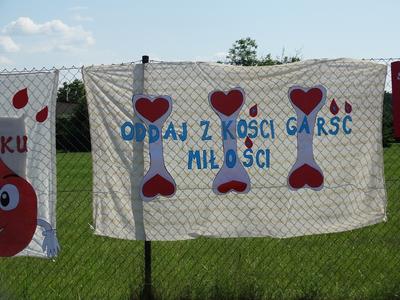 ODDAJ Z KOŚCI GARŚĆ
MIŁOŚCI
KU